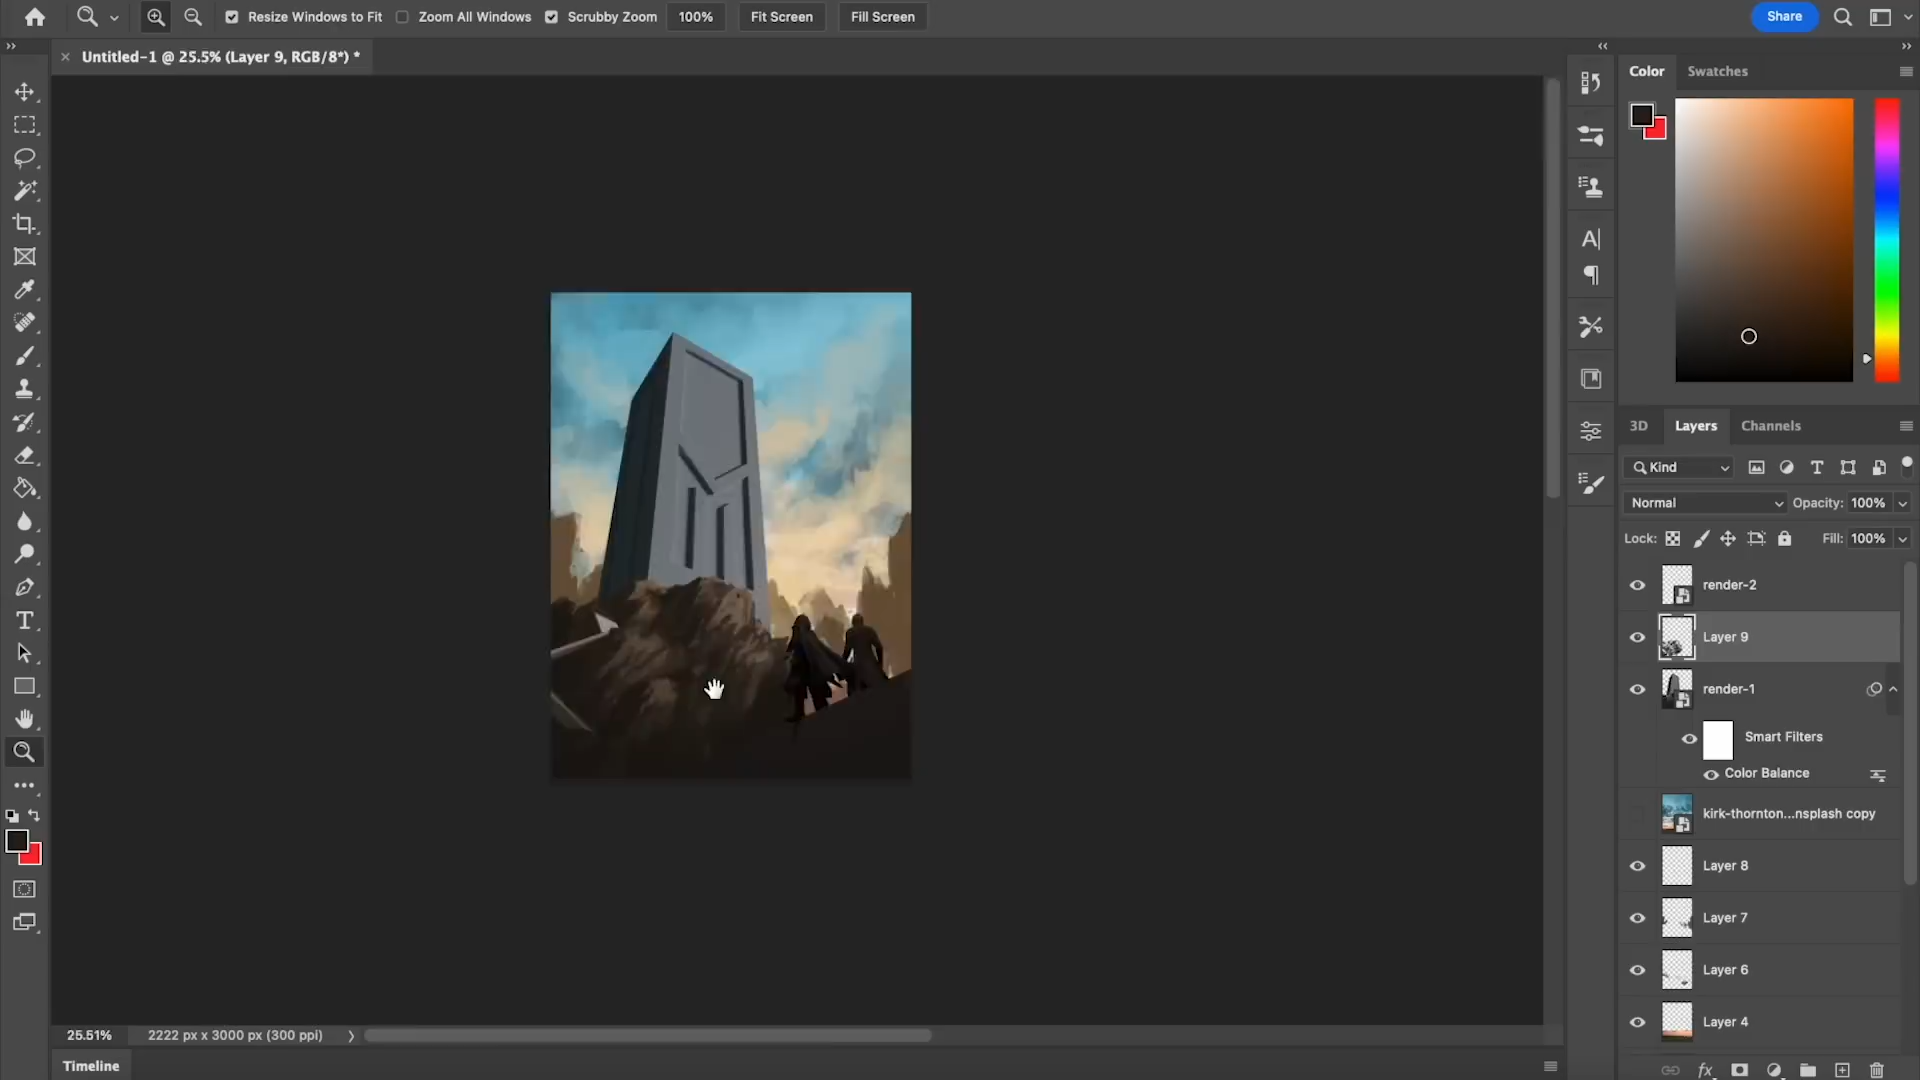 Resize Windows to Fit
Zoom All Windows
Scrubby Zoom
100%
Fit Screen
Fill Screen
Share
Untitled-1 @ 25.5% (Layer 9, RGB/8*) *
Color
Swatches
3D
Layers
Channels
Kind
Normal
Opacity: 100%
Lock:
Fill: 100%
render-2
Layer 9
render-1
Smart Filters
Color Balance
kirk-thornton...nsplash copy
Layer 8
Layer 7
Layer 6
Layer 4
fx
25.51%
2222 px x 3000 px (300 ppi)
Timeline